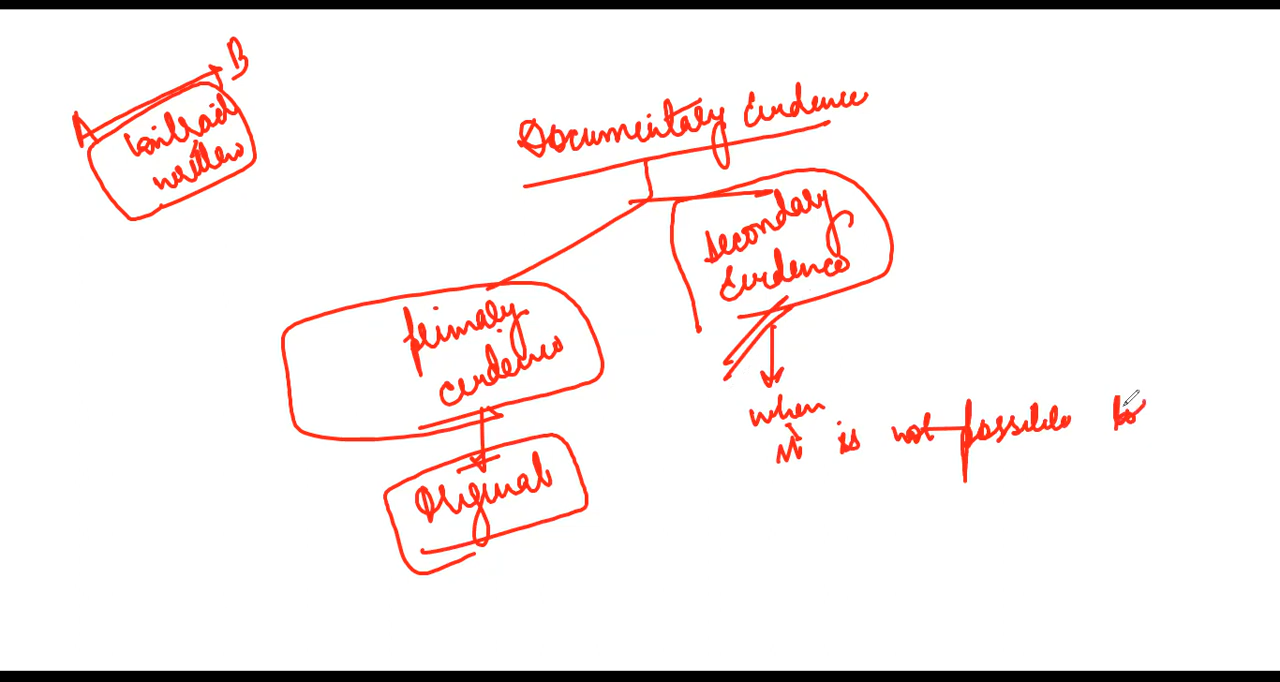 A B
Contract
written
Documentary Evidence
Secondary
Evidence
Primary
evidence
Original
when
it is not possible to